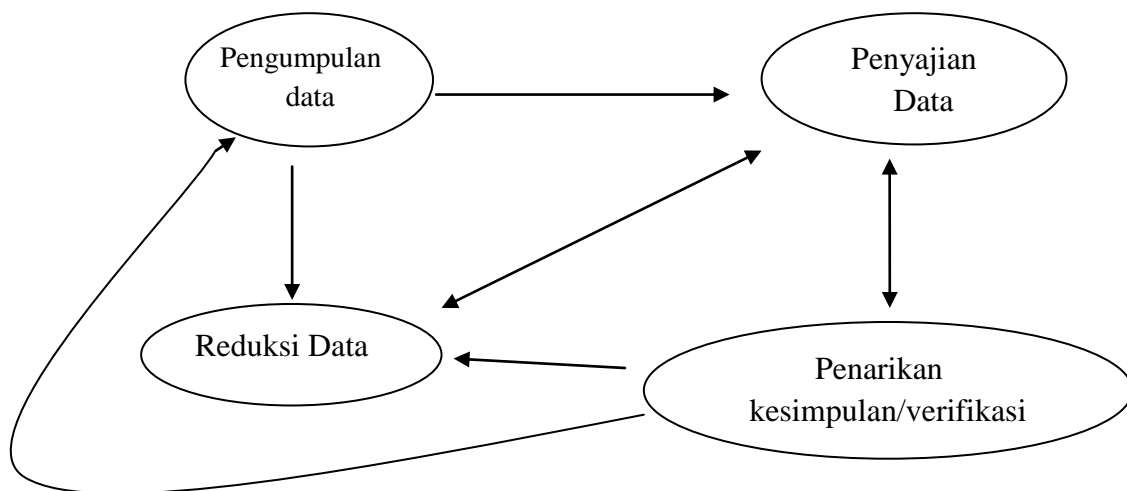 Pengumpulan
data
Penyajian
Data
Reduksi Data
Penarikan
kesimpulan/verifikasi